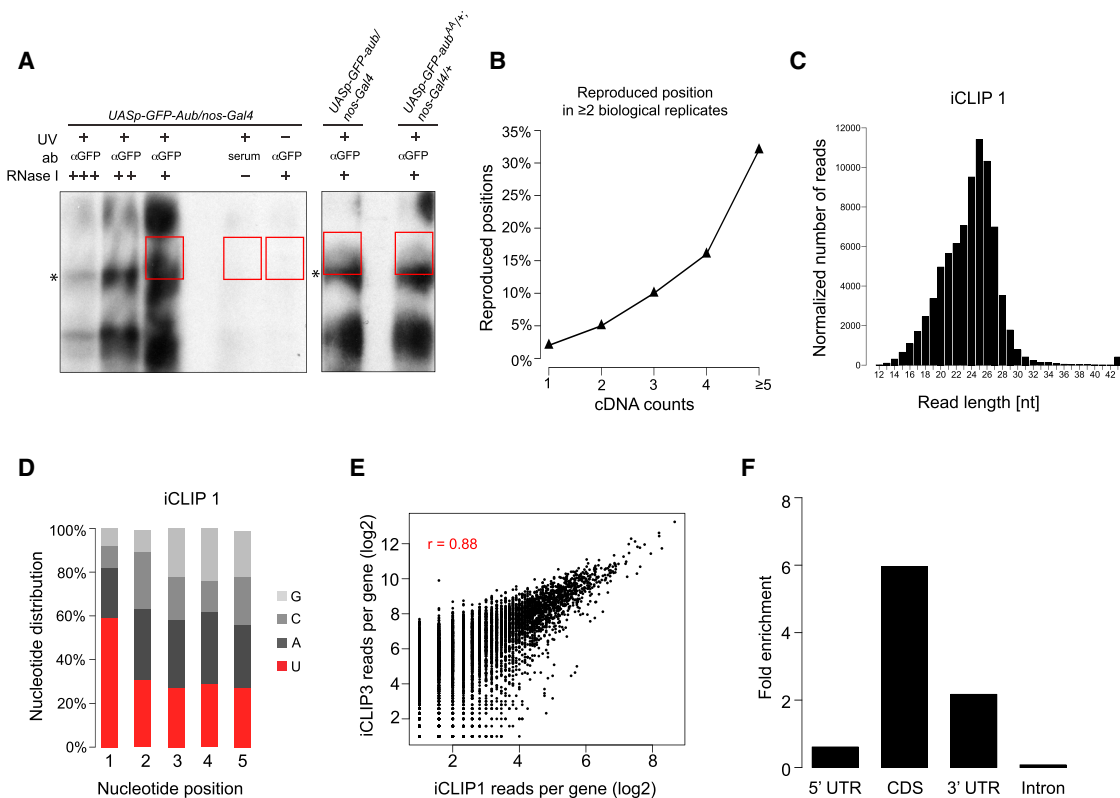 A
UASp-GFP-Aub/nos-Gal4
UV + + + + −
ab αGFP αGFP αGFP serum αGFP
RNase I +++ ++ + − +
*
UASp-GFP-aub/
nos-Gal4
UASp-GFP-aubAA/+;
nos-Gal4/+
+ +
αGFP αGFP
+ +
*
B
Reproduced position
in ≥2 biological replicates
Reproduced positions
35%
30%
25%
20%
15%
10%
5%
0%
1 2 3 4 ≥5
cDNA counts
C
iCLIP 1
Normalized number of reads
12000
10000
8000
6000
4000
2000
0
12 14 16 18 20 22 24 26 28 30 32 34 36 38 40 42
Read length [nt]
D
iCLIP 1
Nucleotide distribution
100%
80%
60%
40%
20%
0%
1 2 3 4 5
Nucleotide position
G
C
A
U
E
r = 0.88
iCLIP3 reads per gene (log2)
12
10
8
6
4
2
2 4 6 8
iCLIP1 reads per gene (log2)
F
Fold enrichment
8
6
4
2
0
5' UTR CDS 3' UTR Intron